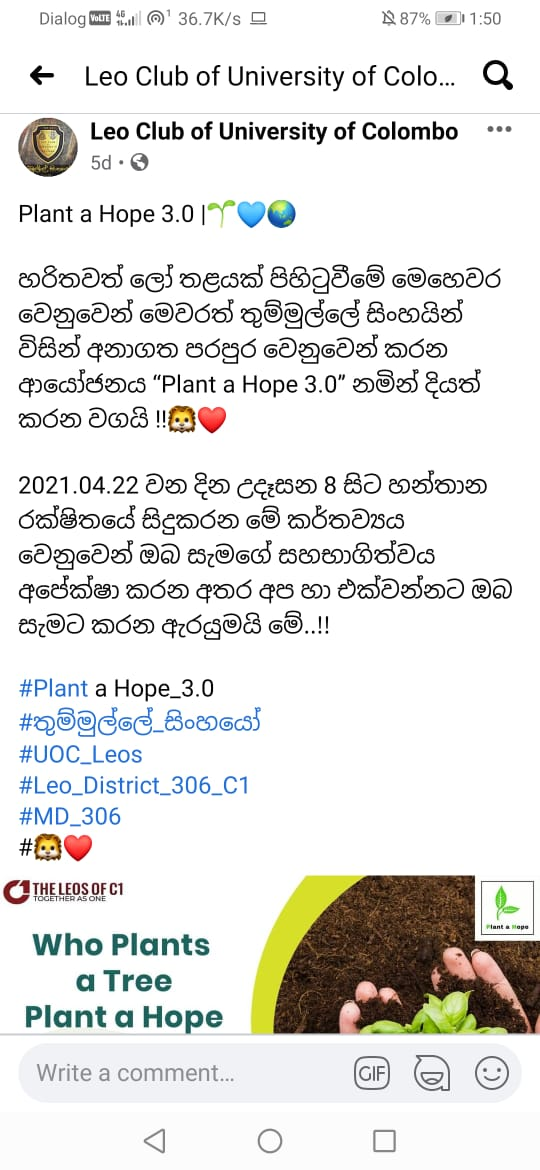 Dialog VoLTE 4G 1 36.7K/s 87% 1:50
Leo Club of University of Colo...
Leo Club of University of Colombo
5d
Plant a Hope 3.0 |🌱💙🌏
හරිතවත් ලෝ තළයක් පිහිටුවීමේ මෙහෙවර
වෙනුවෙන් මෙවරත් තුම්මුල්ලේ සිංහයින්
විසින් අනාගත පරපුර වෙනුවෙන් කරන
ආයෝජනය “Plant a Hope 3.0” නමින් දියත්
කරන වගයි !!🦁♥️
2021.04.22 වන දින උදෑසන 8 සිට හන්තාන
රක්ෂිතයේ සිදුකරන මේ කර්තව්‍යය
වෙනුවෙන් ඔබ සැමගේ සහභාගිත්වය
අපේක්ෂා කරන අතර අප හා එක්වන්නට ඔබ
සැමට කරන ඇරයුමයි මේ..!!
#Plant a Hope_3.0
#තුම්මුල්ලේ_සිංහයෝ
#UOC_Leos
#Leo_District_306_C1
#MD_306
#🦁♥️
C1 THE LEOS OF C1
TOGETHER AS ONE
Plant a Hope
Who Plants
a Tree
Plant a Hope
Write a comment...
GIF